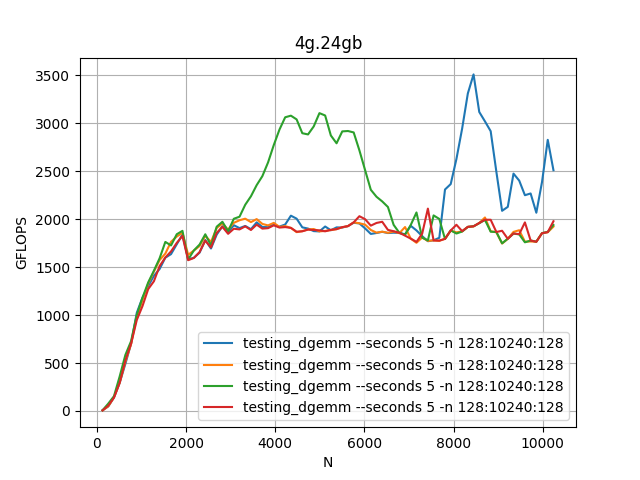 4g.24gb
GFLOPS
3500
3000
2500
2000
1500
1000
500
0
0 2000 4000 6000 8000 10000
N
testing_dgemm --seconds 5 -n 128:10240:128
testing_dgemm --seconds 5 -n 128:10240:128
testing_dgemm --seconds 5 -n 128:10240:128
testing_dgemm --seconds 5 -n 128:10240:128